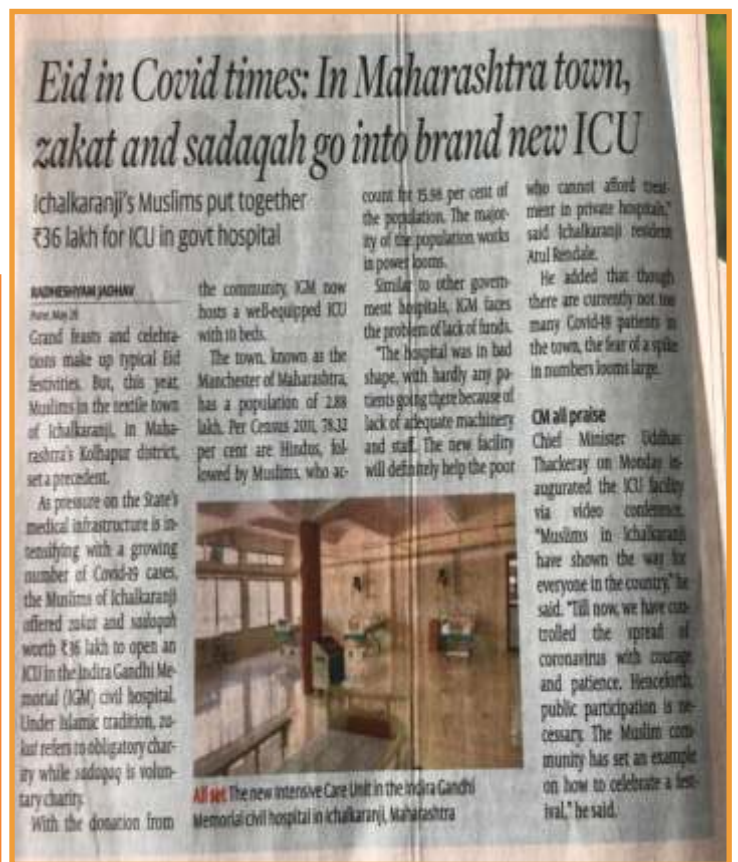 Eid in Covid times: In Maharashtra town,
zakat and sadaqah go into brand new ICU
Ichalkaranji's Muslims put together
₹36 lakh for ICU in govt hospital
RADHESHYAM JADHAV
Pune, May 26
Grand feasts and celebra-
tions make up typical Eid
festivities. But, this year,
Muslims in the textile town
of Ichalkaranji, in Maha-
rashtra's Kolhapur district,
set a precedent.
As pressure on the State's
medical infrastructure is in-
tensifying with a growing
number of Covid-19 cases,
the Muslims of Ichalkaranji
offered zakat and sadaqah
worth ₹36 lakh to open an
ICU in the Indira Gandhi Me-
morial (IGM) civil hospital.
Under Islamic tradition, za-
kat refers to obligatory char-
ity while sadaqaq is volun-
tary charity.
With the donation from
the community, IGM now
hosts a well-equipped ICU
with 10 beds.
The town, known as the
Manchester of Maharashtra,
has a population of 2.88
lakh. Per Census 2011, 78.32
per cent are Hindus, fol-
lowed by Muslims, who ac-
count for 15.98 per cent of
the population. The major-
ity of the population works
in power looms.
Similar to other govern-
ment hospitals, IGM faces
the problem of lack of funds.
"The hospital was in bad
shape, with hardly any pa-
tients going there because of
lack of adequate machinery
and staff. The new facility
will definitely help the poor
who cannot afford treat-
ment in private hospitals,"
said Ichalkaranji resident
Atul Rendale.
He added that though
there are currently not too
many Covid-19 patients in
the town, the fear of a spike
in numbers looms large.
CM all praise
Chief Minister Uddhav
Thackeray on Monday in-
augurated the ICU facility
via video conference.
"Muslims in Ichalkaranji
have shown the way for
everyone in the country," he
said. "Till now, we have con-
trolled the spread of
coronavirus with courage
and patience. Henceforth,
public participation is ne-
cessary. The Muslim com-
munity has set an example
on how to celebrate a fest-
ival," he said.
All set The new Intensive Care Unit in the Indira Gandhi
Memorial civil hospital in Ichalkaranji, Maharashtra